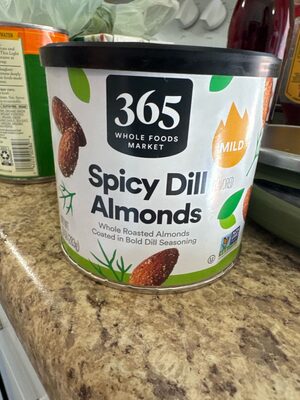 365
WHOLE FOODS
MARKET
MILD
Spicy Dill
Almonds
Whole Roasted Almonds
Coated in Bold Dill Seasoning